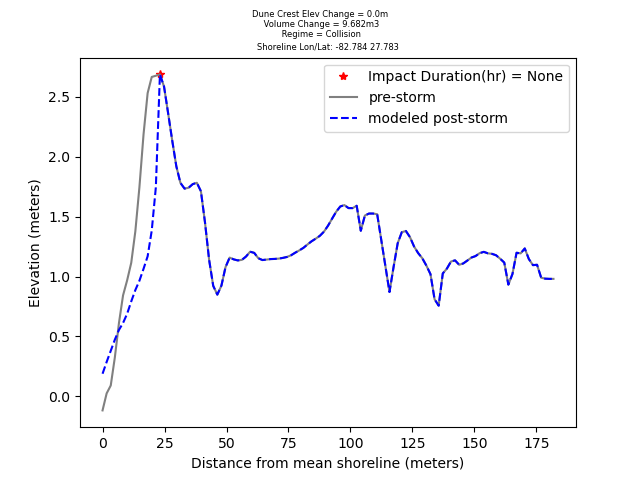 Dune Crest Elev Change = 0.0m
Volume Change = 9.682m3
Regime = Collision
Shoreline Lon/Lat: -82.784 27.783
Impact Duration(hr) = None
pre-storm
modeled post-storm
2.5
2.0
1.5
1.0
0.5
0.0
Elevation (meters)
0 25 50 75 100 125 150 175
Distance from mean shoreline (meters)